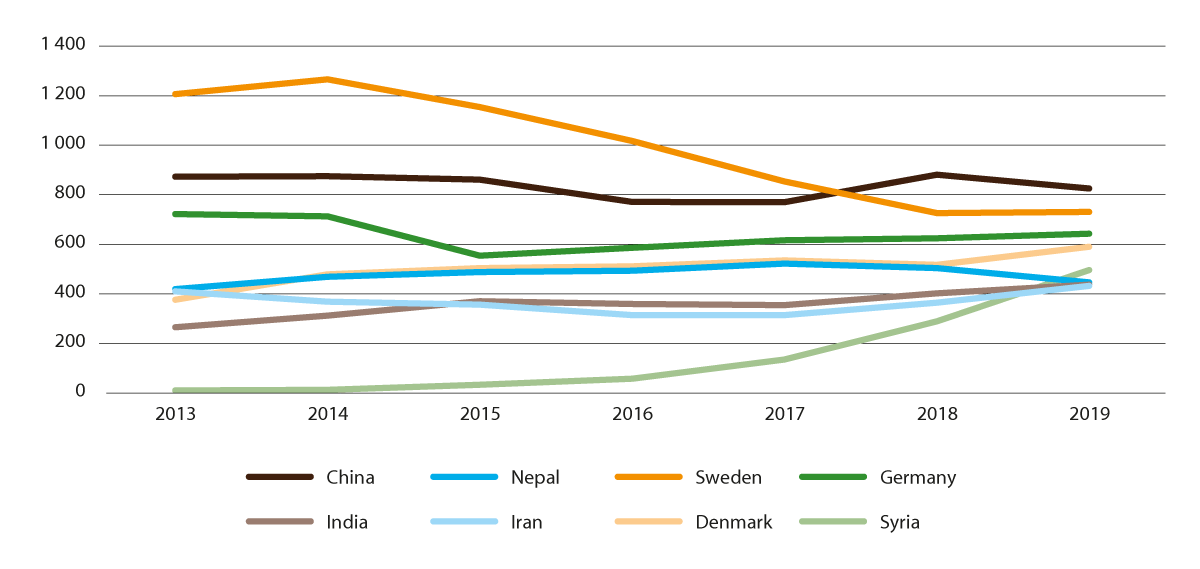 1 400
1 200
1 000
800
600
400
200
0
2013 2014 2015 2016 2017 2018 2019
China Nepal Sweden Germany
India Iran Denmark Syria